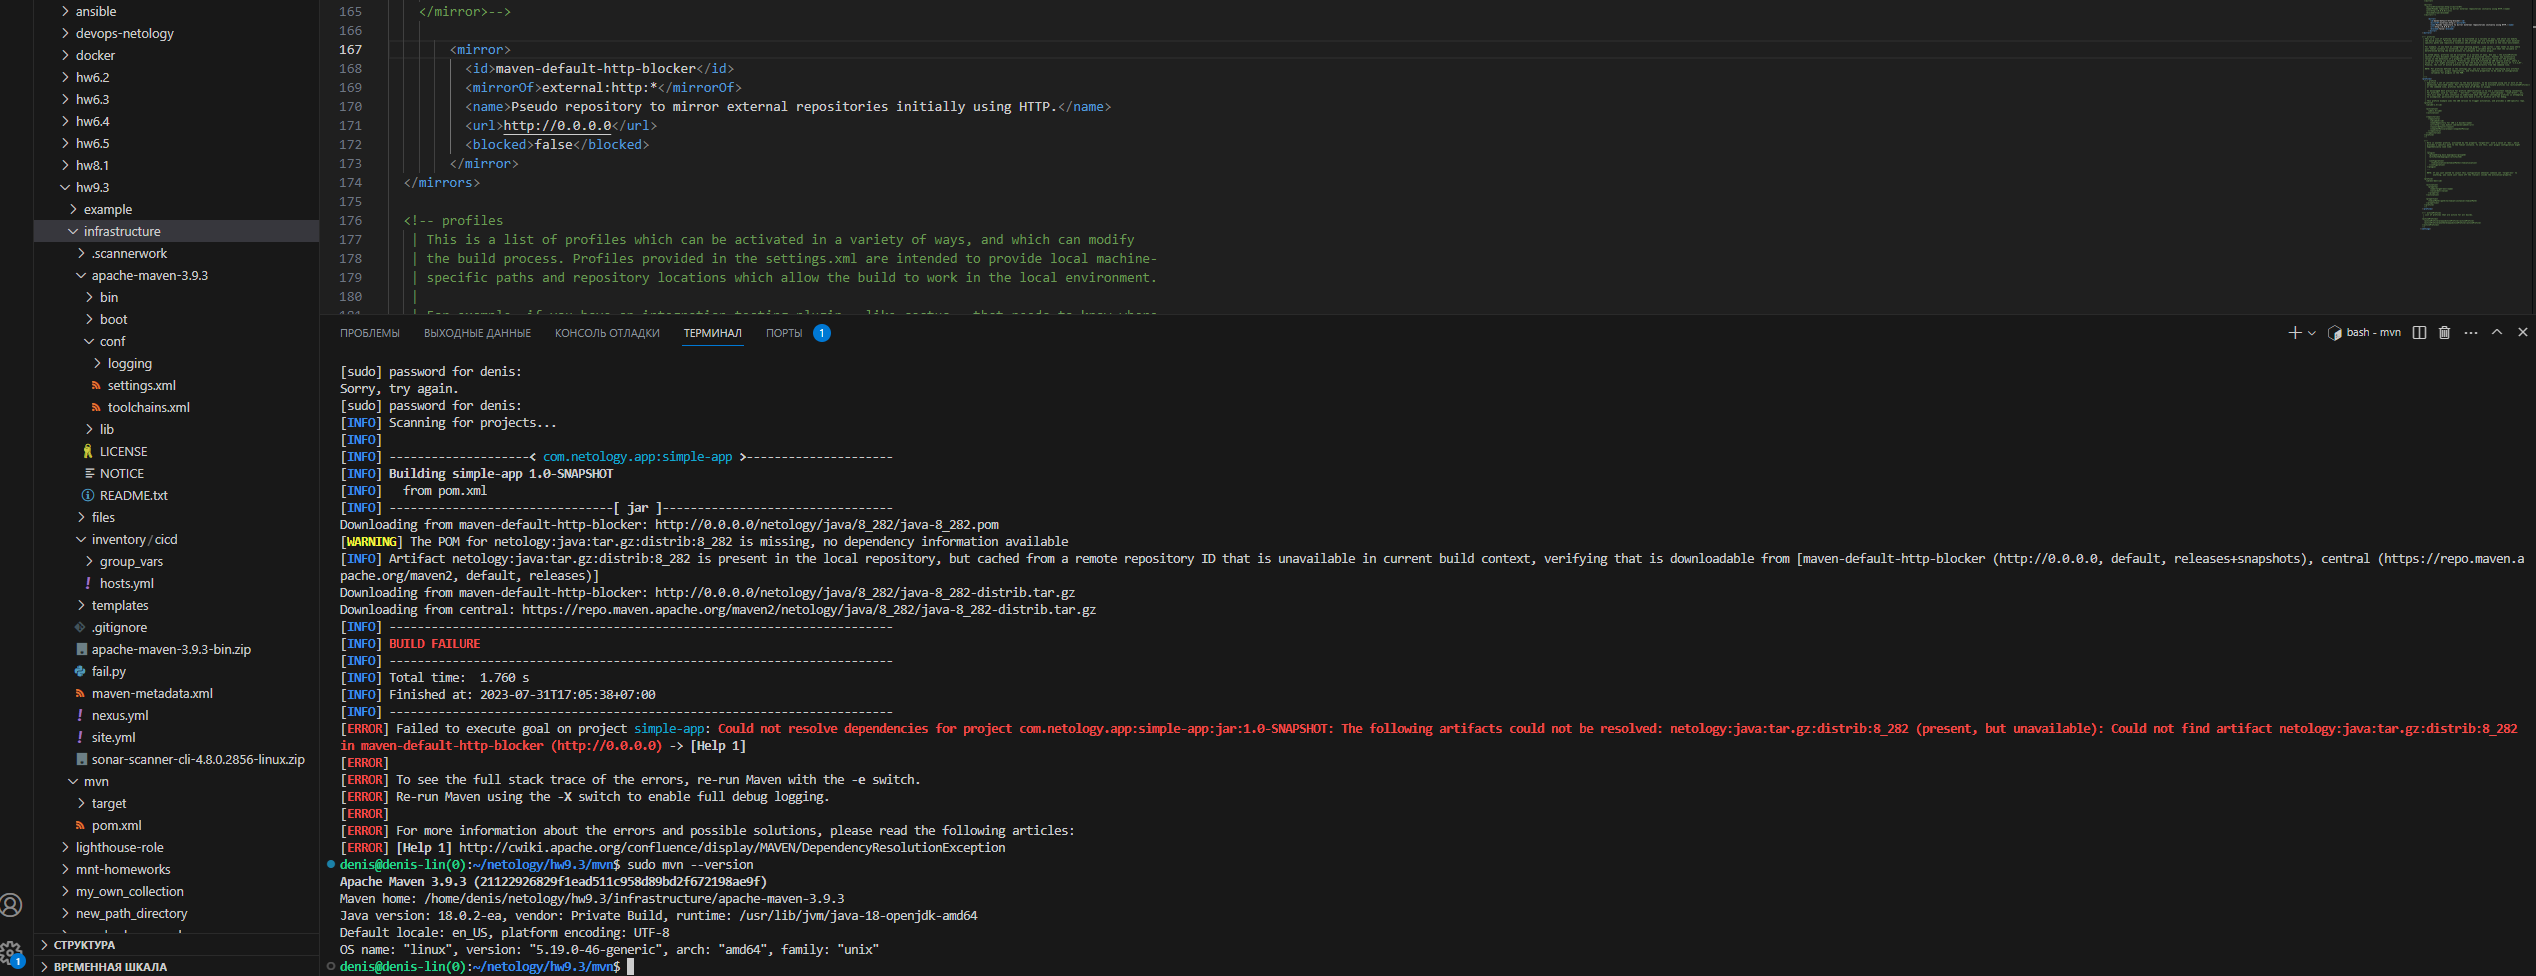 ansible
devops-netology
docker
hw6.2
hw6.3
hw6.4
hw6.5
hw8.1
hw9.3
example
infrastructure
.scannerwork
apache-maven-3.9.3
bin
boot
conf
logging
settings.xml
toolchains.xml
lib
LICENSE
NOTICE
README.txt
files
inventory/cicd
group_vars
hosts.yml
templates
.gitignore
apache-maven-3.9.3-bin.zip
fail.py
maven-metadata.xml
nexus.yml
site.yml
sonar-scanner-cli-4.8.0.2856-linux.zip
mvn
target
pom.xml
lighthouse-role
mnt-homeworks
my_own_collection
new_path_directory
СТРУКТУРА
ВРЕМЕННАЯ ШКАЛА
1
165 </mirror>-->
166
167 <mirror>
168 <id>maven-default-http-blocker</id>
169 <mirrorOf>external:http:*</mirrorOf>
170 <name>Pseudo repository to mirror external repositories initially using HTTP.</name>
171 <url>http://0.0.0.0</url>
172 <blocked>false</blocked>
173 </mirror>
174 </mirrors>
175
176 <!-- profiles
177 | This is a list of profiles which can be activated in a variety of ways, and which can modify
178 | the build process. Profiles provided in the settings.xml are intended to provide local machine-
179 | specific paths and repository locations which allow the build to work in the local environment.
180 |
ПРОБЛЕМЫ ВЫХОДНЫЕ ДАННЫЕ КОНСОЛЬ ОТЛАДКИ ТЕРМИНАЛ ПОРТЫ 1 bash - mvn
[sudo] password for denis:
Sorry, try again.
[sudo] password for denis:
[INFO] Scanning for projects...
[INFO]
[INFO] --------------------< com.netology.app:simple-app >---------------------
[INFO] Building simple-app 1.0-SNAPSHOT
[INFO]   from pom.xml
[INFO] --------------------------------[ jar ]---------------------------------
Downloading from maven-default-http-blocker: http://0.0.0.0/netology/java/8_282/java-8_282.pom
[WARNING] The POM for netology:java:tar.gz:distrib:8_282 is missing, no dependency information available
[INFO] Artifact netology:java:tar.gz:distrib:8_282 is present in the local repository, but cached from a remote repository ID that is unavailable in current build context, verifying that is downloadable from [maven-default-http-blocker (http://0.0.0.0, default, releases+snapshots), central (https://repo.maven.a
pache.org/maven2, default, releases)]
Downloading from maven-default-http-blocker: http://0.0.0.0/netology/java/8_282/java-8_282-distrib.tar.gz
Downloading from central: https://repo.maven.apache.org/maven2/netology/java/8_282/java-8_282-distrib.tar.gz
[INFO] ------------------------------------------------------------------------
[INFO] BUILD FAILURE
[INFO] ------------------------------------------------------------------------
[INFO] Total time:  1.760 s
[INFO] Finished at: 2023-07-31T17:05:38+07:00
[INFO] ------------------------------------------------------------------------
[ERROR] Failed to execute goal on project simple-app: Could not resolve dependencies for project com.netology.app:simple-app:jar:1.0-SNAPSHOT: The following artifacts could not be resolved: netology:java:tar.gz:distrib:8_282 (present, but unavailable): Could not find artifact netology:java:tar.gz:distrib:8_282
in maven-default-http-blocker (http://0.0.0.0) -> [Help 1]
[ERROR]
[ERROR] To see the full stack trace of the errors, re-run Maven with the -e switch.
[ERROR] Re-run Maven using the -X switch to enable full debug logging.
[ERROR]
[ERROR] For more information about the errors and possible solutions, please read the following articles:
[ERROR] [Help 1] http://cwiki.apache.org/confluence/display/MAVEN/DependencyResolutionException
denis@denis-lin(0):~/netology/hw9.3/mvn$ sudo mvn --version
Apache Maven 3.9.3 (21122926829f1ead511c958d89bd2f672198ae9f)
Maven home: /home/denis/netology/hw9.3/infrastructure/apache-maven-3.9.3
Java version: 18.0.2-ea, vendor: Private Build, runtime: /usr/lib/jvm/java-18-openjdk-amd64
Default locale: en_US, platform encoding: UTF-8
OS name: "linux", version: "5.19.0-46-generic", arch: "amd64", family: "unix"
denis@denis-lin(0):~/netology/hw9.3/mvn$